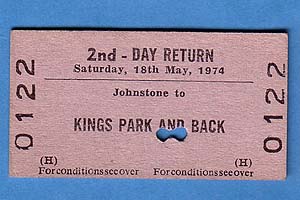 2nd - DAY RETURN
Saturday, 18th May, 1974
Johnstone to
KINGS PARK AND BACK
(H) (H)
Forconditionsseeover Forconditionsseeover
0122
0122